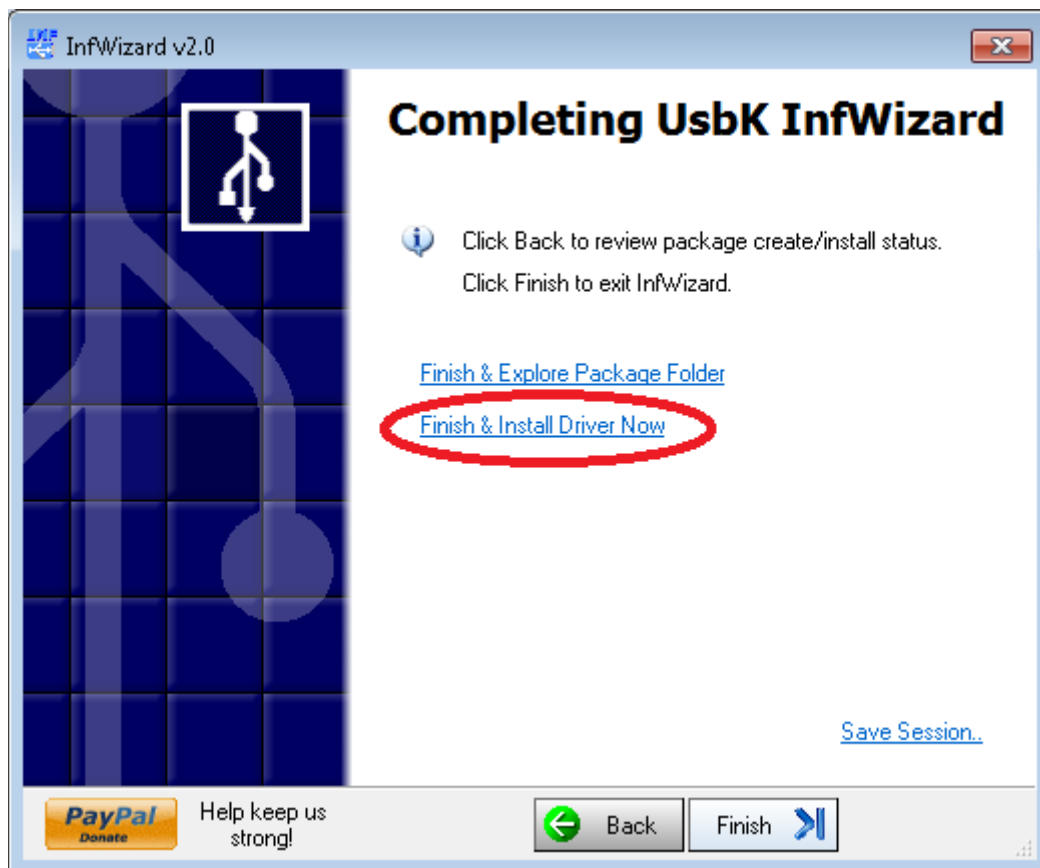 InfWizard v2.0
Completing UsbK InfWizard
Click Back to review package create/install status.
Click Finish to exit InfWizard.
Finish & Explore Package Folder
Finish & Install Driver Now
Save Session..
PayPal
Donate
Help keep us
strong!
Back
Finish